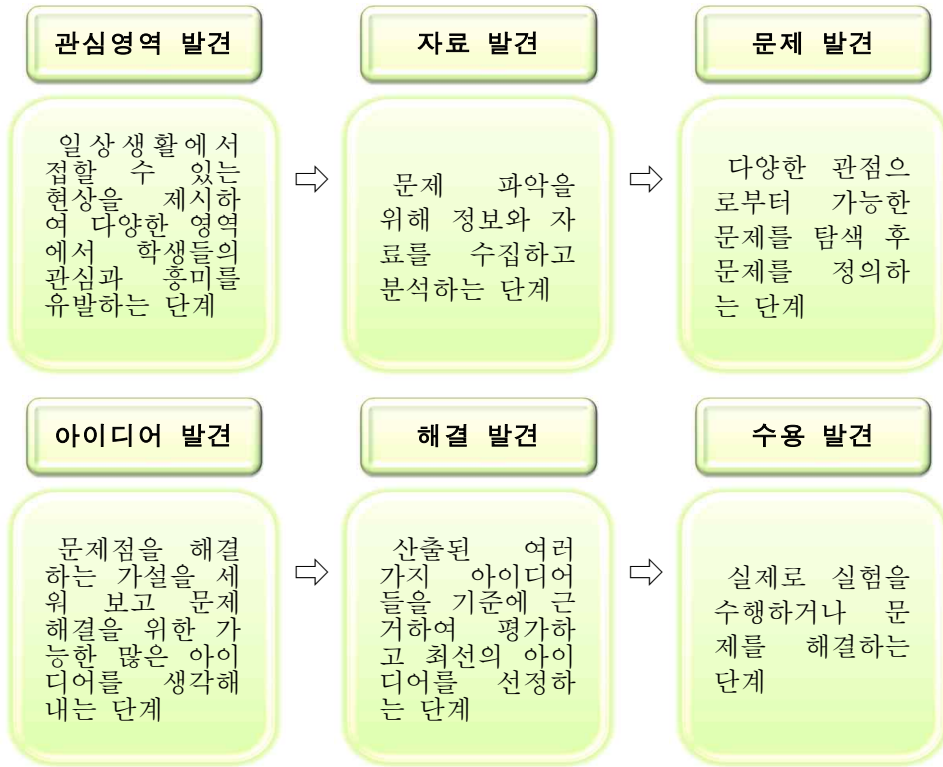 관심영역 발견
일상생활에서
접할 수 있는
현상을 제시하
여 다양한 영역
에서 학생들의
관심과 흥미를
유발하는 단계
⇨
자료 발견
문제 파악을
위해 정보와 자
료를 수집하고
분석하는 단계
⇨
문제 발견
다양한 관점으
로부터 가능한
문제를 탐색 후
문제를 정의하
는 단계
아이디어 발견
문제점을 해결
하는 가설을 세
워 보고 문제
해결을 위한 가
능한 많은 아이
디어를 생각해
내는 단계
⇨
해결 발견
산출된 여러
가지 아이디어
들을 기준에 근
거하여 평가하
고 최선의 아이
디어를 선정하
는 단계
⇨
수용 발견
실제로 실험을
수행하거나 문
제를 해결하는
단계